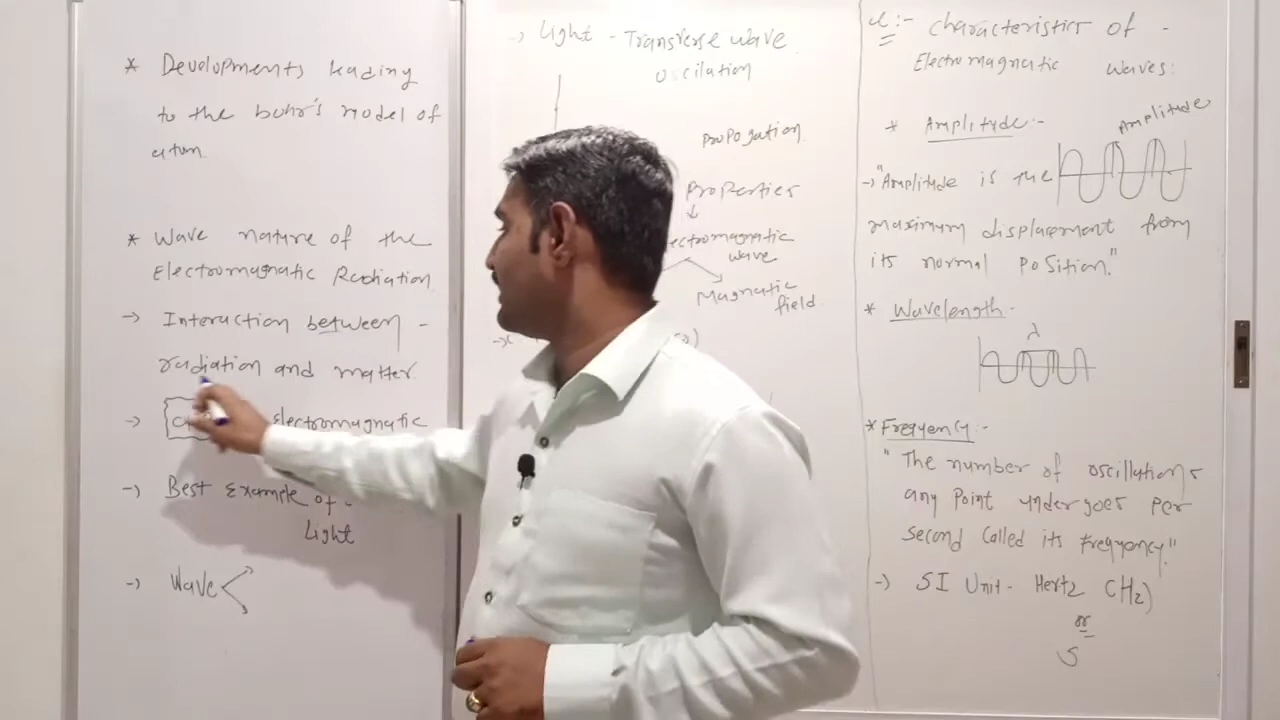 * Developments leading
to the bohr's model of
atom.
* Wave nature of the
Electromagnetic Radiation.
→ Interaction between -
radiation and matter.
→ Electromagnetic
→ Best Example of
Light
→ Wave
→ Light - Transverse wave
oscilation
Propogation
Properties
ectromagnetic
wave
Magnetic
field
characteristics of -
Electromagnetic waves:
* Amplitude:-
Amplitude
→ "Amplitude is the
maximum displacement from
its normal position."
* Wavelength-
λ
* Frequency:-
"The number of oscillations
any point undergoes per
second called its frequency."
→ SI Unit - Hertz (Hz)
or
S